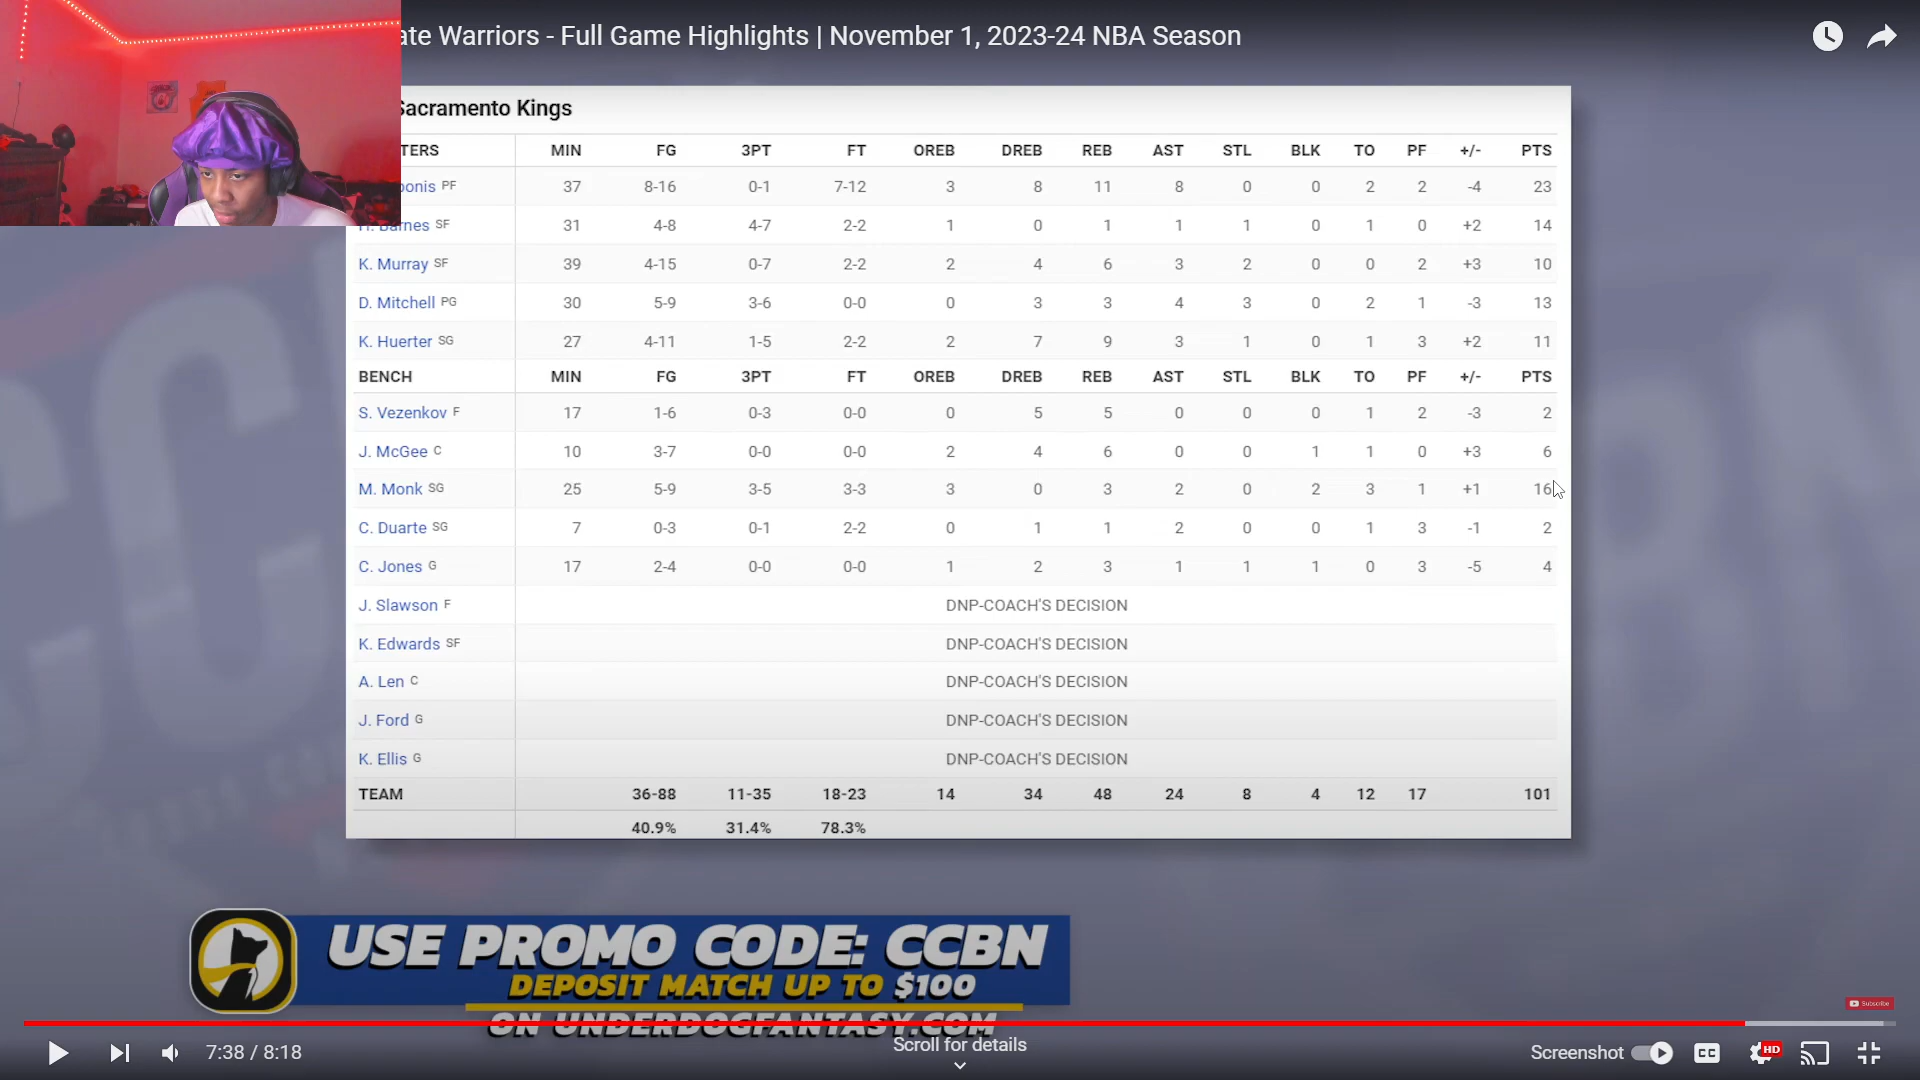 ate Warriors - Full Game Highlights | November 1, 2023-24 NBA Season
Sacramento Kings
TERS MIN FG 3PT FT OREB DREB REB AST STL BLK TO PF +/- PTS
onis PF 37 8-16 0-1 7-12 3 8 11 8 0 0 2 2 -4 23
H. Barnes SF 31 4-8 4-7 2-2 1 0 1 1 1 0 1 0 +2 14
K. Murray SF 39 4-15 0-7 2-2 2 4 6 3 2 0 0 2 +3 10
D. Mitchell PG 30 5-9 3-6 0-0 0 3 3 4 3 0 2 1 -3 13
K. Huerter SG 27 4-11 1-5 2-2 2 7 9 3 1 0 1 3 +2 11
BENCH MIN FG 3PT FT OREB DREB REB AST STL BLK TO PF +/- PTS
S. Vezenkov F 17 1-6 0-3 0-0 0 5 5 0 0 0 1 2 -3 2
J. McGee C 10 3-7 0-0 0-0 2 4 6 0 0 1 1 0 +3 6
M. Monk SG 25 5-9 3-5 3-3 3 0 3 2 0 2 3 1 +1 16
C. Duarte SG 7 0-3 0-1 2-2 0 1 1 2 0 0 1 3 -1 2
C. Jones G 17 2-4 0-0 0-0 1 2 3 1 1 1 0 3 -5 4
J. Slawson F DNP-COACH'S DECISION
K. Edwards SF DNP-COACH'S DECISION
A. Len C DNP-COACH'S DECISION
J. Ford G DNP-COACH'S DECISION
K. Ellis G DNP-COACH'S DECISION
TEAM 36-88 11-35 18-23 14 34 48 24 8 4 12 17 101
40.9% 31.4% 78.3%
USE PROMO CODE: CCBN
DEPOSIT MATCH UP TO $100
ON UNDERDOGFANTASY.COM
Subscribe
Scroll for details
7:38 / 8:18
Screenshot
CC
HD